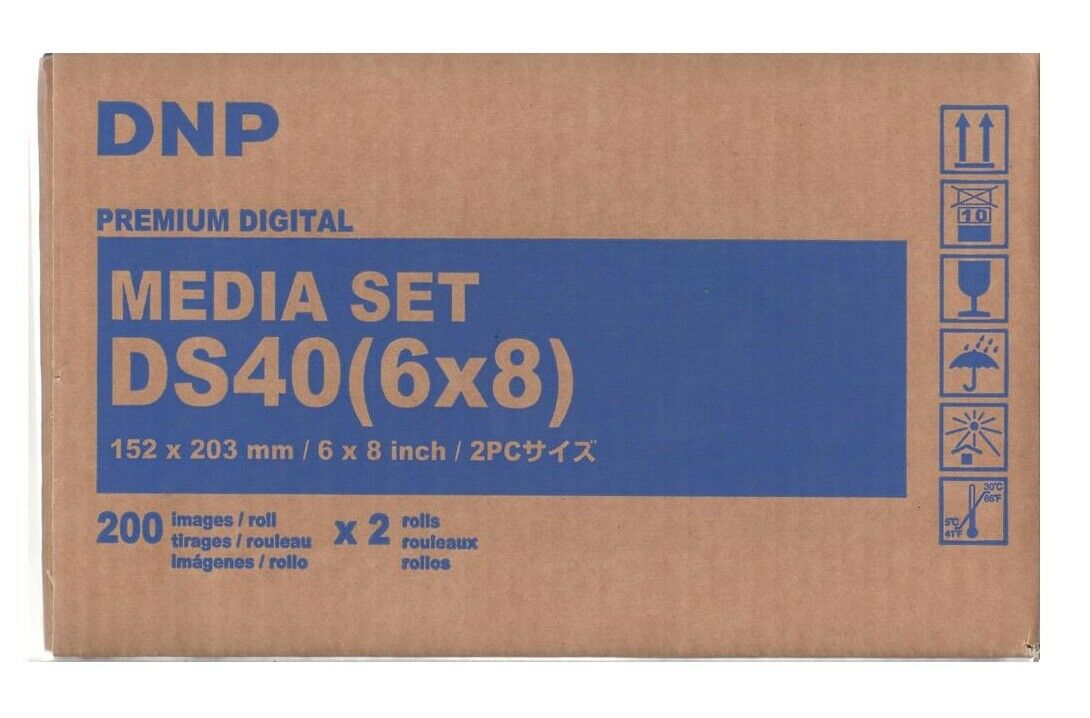 DNP
PREMIUM DIGITAL
MEDIA SET
DS40(6x8)
152 x 203 mm / 6 x 8 inch / 2PCサイズ
200 images / roll x 2 rolls
tirages / rouleau rouleaux
imágenes / rollo rollos
10
30℃
86°F
5℃
41°F